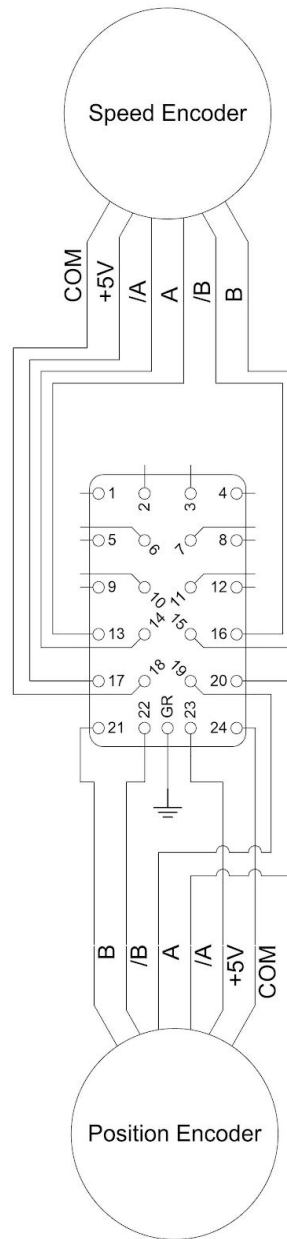 Speed Encoder
COM +5V /A A /B B
1 2 3 4
5 6 7 8
9 10 11 12
13 14 15 16
17 18 19 20
21 22 GR 23 24
B /B A /A +5V COM
Position Encoder